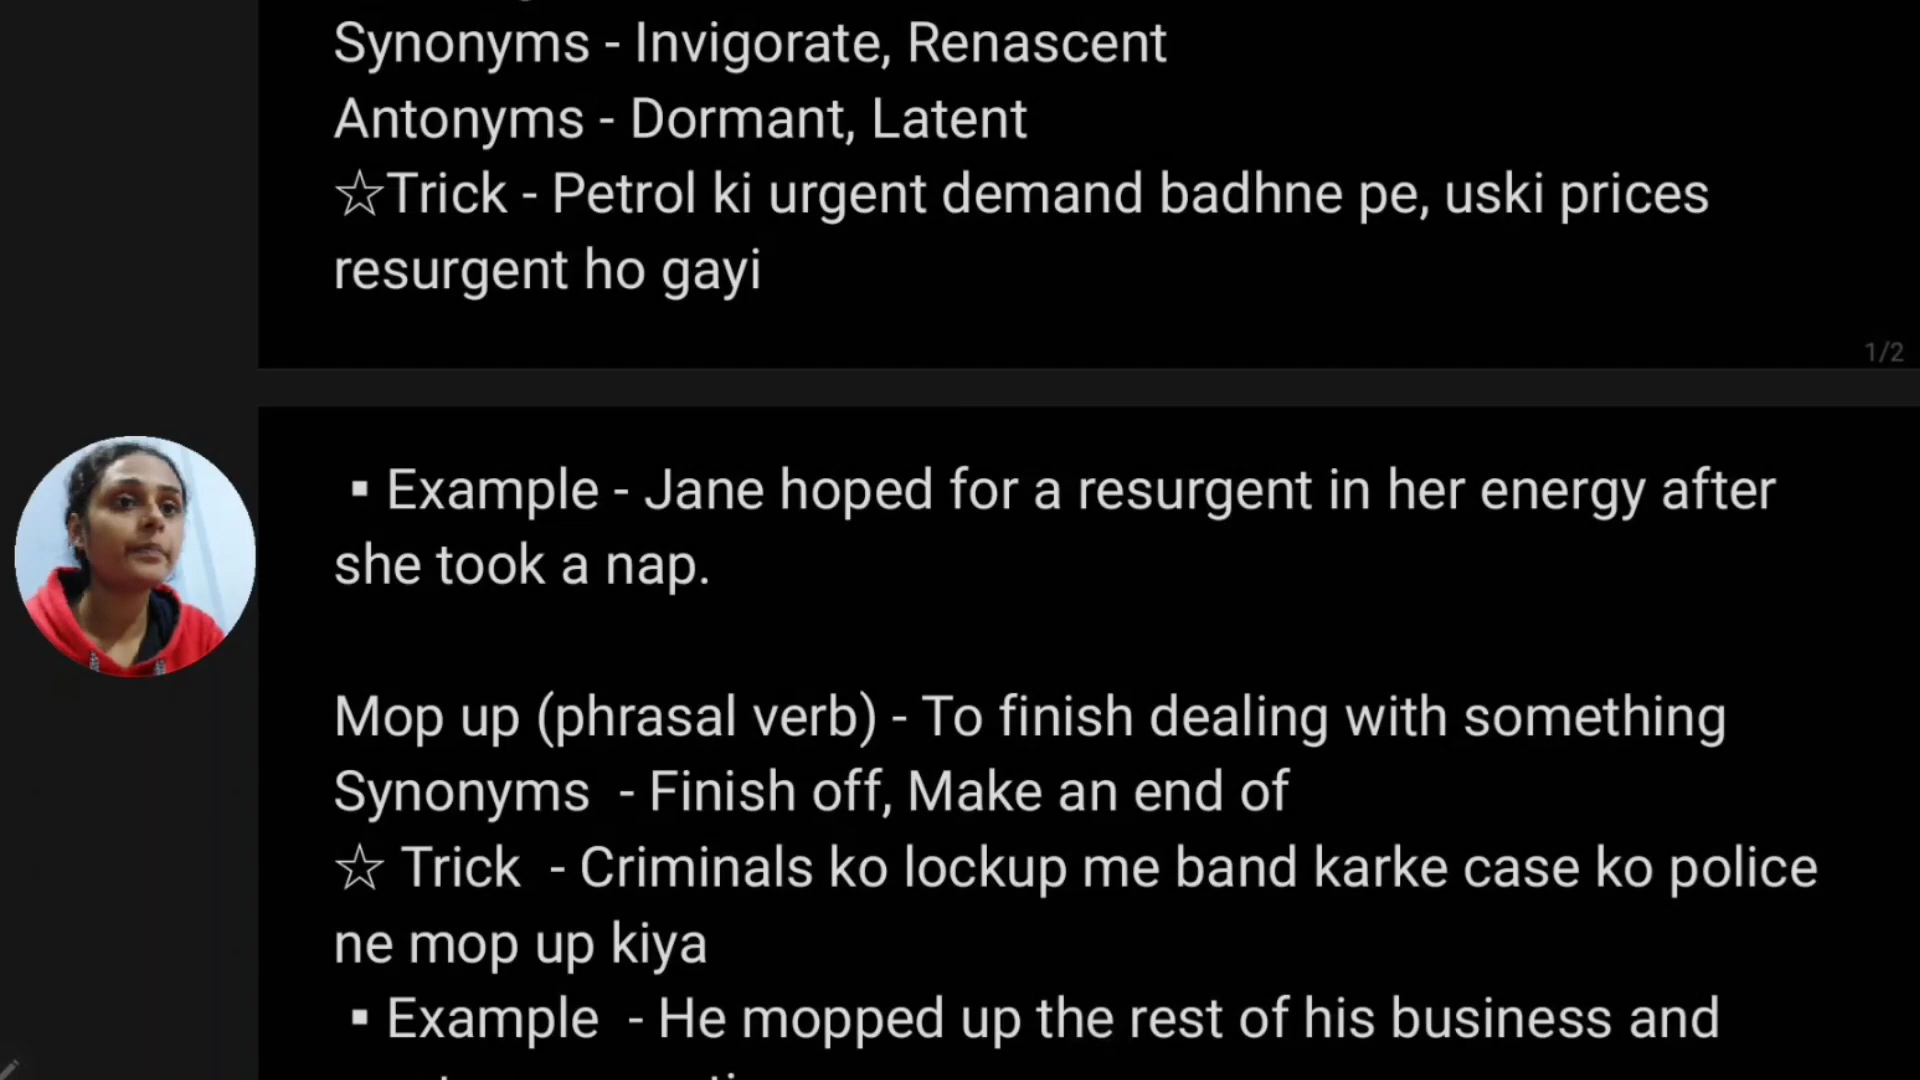 Synonyms - Invigorate, Renascent
Antonyms - Dormant, Latent
☆Trick - Petrol ki urgent demand badhne pe, uski prices
resurgent ho gayi
1/2
▪ Example - Jane hoped for a resurgent in her energy after
she took a nap.
Mop up (phrasal verb) - To finish dealing with something
Synonyms - Finish off, Make an end of
☆ Trick - Criminals ko lockup me band karke case ko police
ne mop up kiya
▪ Example - He mopped up the rest of his business and